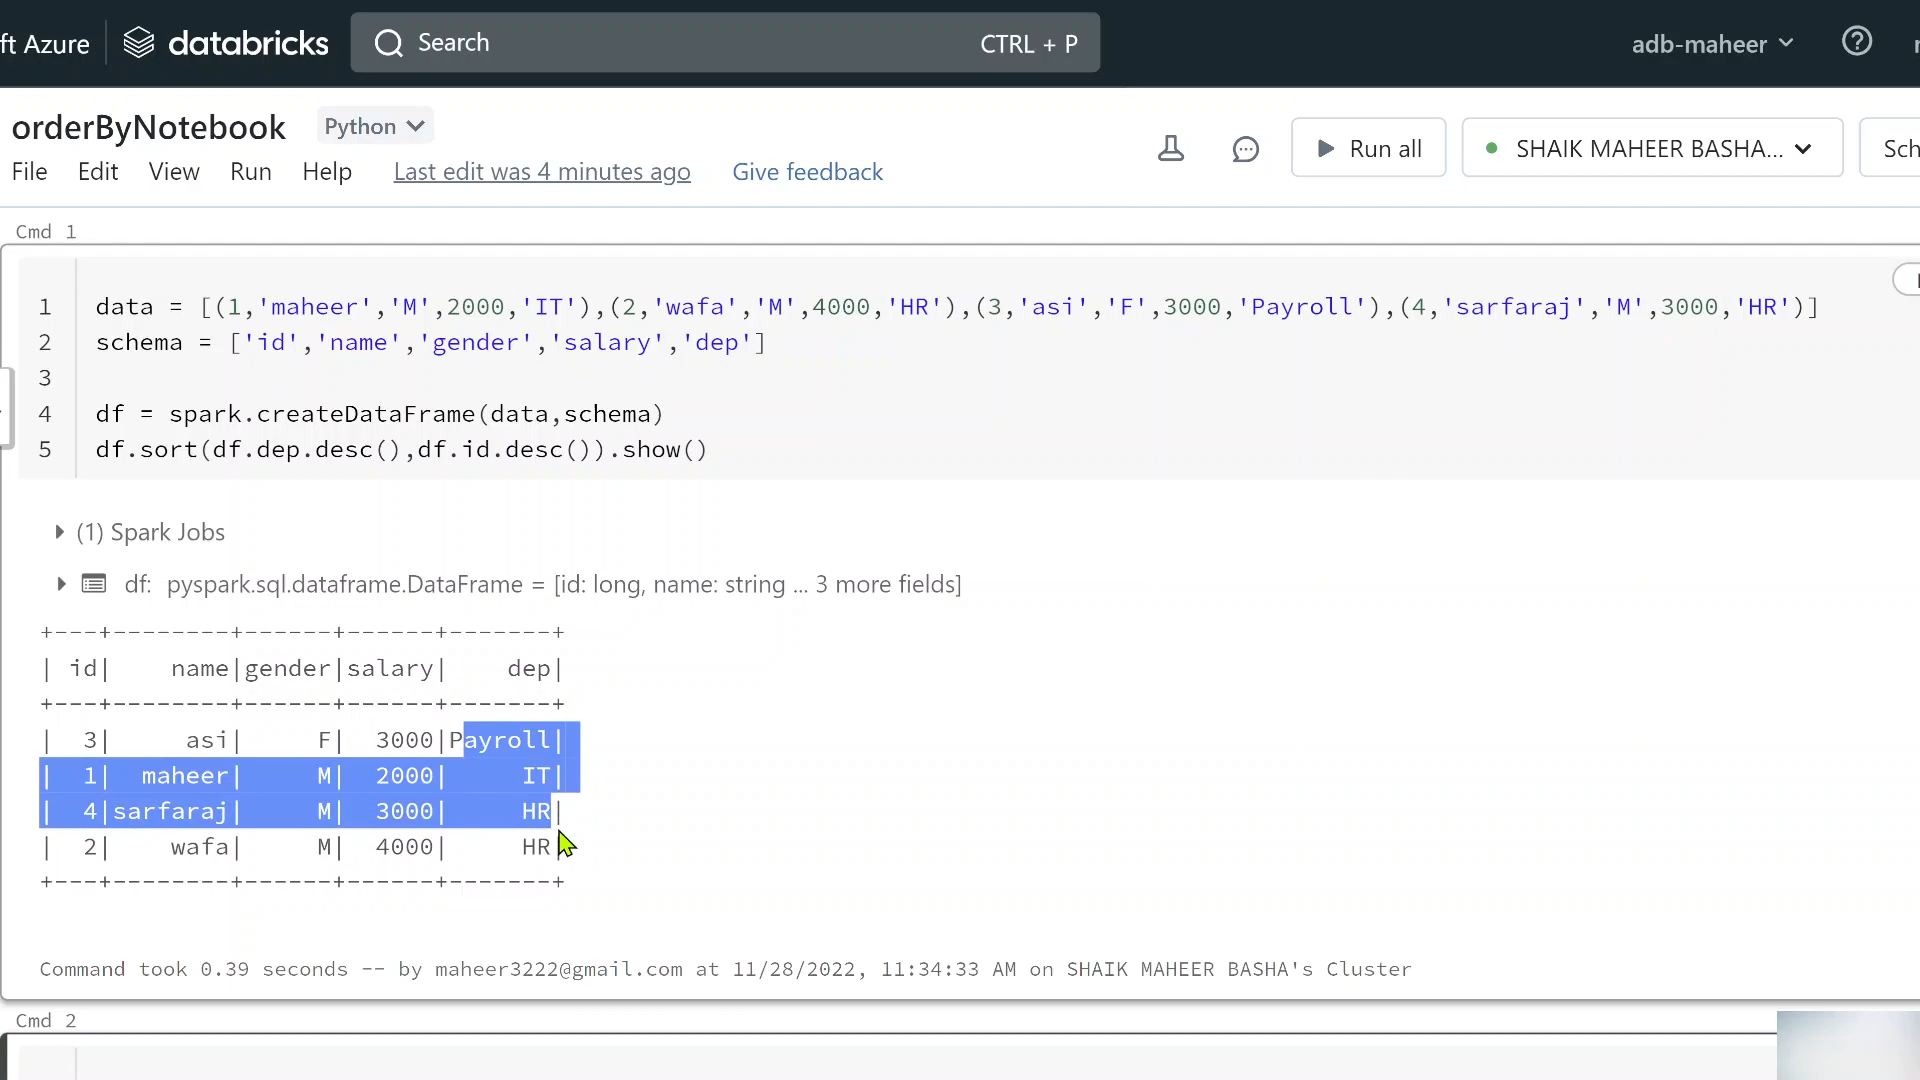 ft Azure databricks Search CTRL + P adb-maheer
orderByNotebook Python
File Edit View Run Help Last edit was 4 minutes ago Give feedback Run all SHAIK MAHEER BASHA... Sch
Cmd 1
1 data = [(1,'maheer','M',2000,'IT'),(2,'wafa','M',4000,'HR'),(3,'asi','F',3000,'Payroll'),(4,'sarfaraj','M',3000,'HR')]
2 schema = ['id','name','gender','salary','dep']
3
4 df = spark.createDataFrame(data,schema)
5 df.sort(df.dep.desc(),df.id.desc()).show()
(1) Spark Jobs
df: pyspark.sql.dataframe.DataFrame = [id: long, name: string ... 3 more fields]
+---+--------+------+------+-------+
| id|    name|gender|salary|    dep|
+---+--------+------+------+-------+
|  3|     asi|     F|  3000|Payroll|
|  1|  maheer|     M|  2000|     IT|
|  4|sarfaraj|     M|  3000|     HR|
|  2|    wafa|     M|  4000|     HR|
+---+--------+------+------+-------+
Command took 0.39 seconds -- by maheer3222@gmail.com at 11/28/2022, 11:34:33 AM on SHAIK MAHEER BASHA's Cluster
Cmd 2